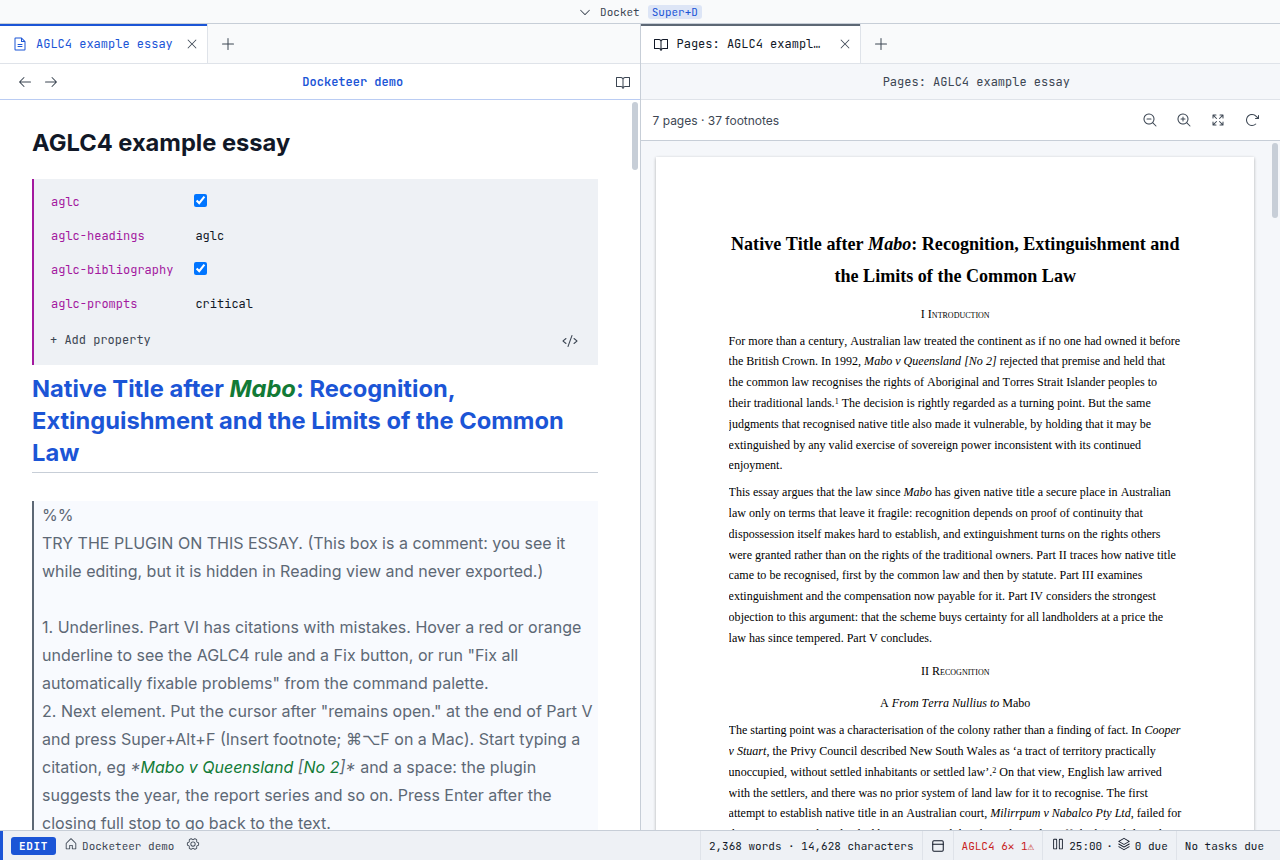 Docket Super+D
AGLC4 example essay
Docketeer demo
AGLC4 example essay
aglc
aglc-headings aglc
aglc-bibliography
aglc-prompts critical
+ Add property </>
Native Title after Mabo: Recognition,
Extinguishment and the Limits of the Common
Law
%%
TRY THE PLUGIN ON THIS ESSAY. (This box is a comment: you see it
while editing, but it is hidden in Reading view and never exported.)
1. Underlines. Part VI has citations with mistakes. Hover a red or orange
underline to see the AGLC4 rule and a Fix button, or run "Fix all
automatically fixable problems" from the command palette.
2. Next element. Put the cursor after "remains open." at the end of Part V
and press Super+Alt+F (Insert footnote; ⌘⌥F on a Mac). Start typing a
citation, eg *Mabo v Queensland [No 2]* and a space: the plugin
suggests the year, the report series and so on. Press Enter after the
closing full stop to go back to the text.
Pages: AGLC4 exampl…
Pages: AGLC4 example essay
7 pages · 37 footnotes
Native Title after Mabo: Recognition, Extinguishment and
the Limits of the Common Law
I Introduction
For more than a century, Australian law treated the continent as if no one had owned it before
the British Crown. In 1992, Mabo v Queensland [No 2] rejected that premise and held that
the common law recognises the rights of Aboriginal and Torres Strait Islander peoples to
their traditional lands.1 The decision is rightly regarded as a turning point. But the same
judgments that recognised native title also made it vulnerable, by holding that it may be
extinguished by any valid exercise of sovereign power inconsistent with its continued
enjoyment.
This essay argues that the law since Mabo has given native title a secure place in Australian
law only on terms that leave it fragile: recognition depends on proof of continuity that
dispossession itself makes hard to establish, and extinguishment turns on the rights others
were granted rather than on the rights of the traditional owners. Part II traces how native title
came to be recognised, first by the common law and then by statute. Part III examines
extinguishment and the compensation now payable for it. Part IV considers the strongest
objection to this argument: that the scheme buys certainty for all landholders at a price the
law has since tempered. Part V concludes.
II Recognition
A From Terra Nullius to Mabo
The starting point was a characterisation of the colony rather than a finding of fact. In Cooper
v Stuart, the Privy Council described New South Wales as ‘a tract of territory practically
unoccupied, without settled inhabitants or settled law’.2 On that view, English law arrived
with the settlers, and there was no prior system of land law for it to recognise. The first
attempt to establish native title in an Australian court, Milirrpum v Nabalco Pty Ltd, failed for
EDIT Docketeer demo 2,368 words · 14,628 characters AGLC4 6× 1⚠ 25:00 · 0 due No tasks due